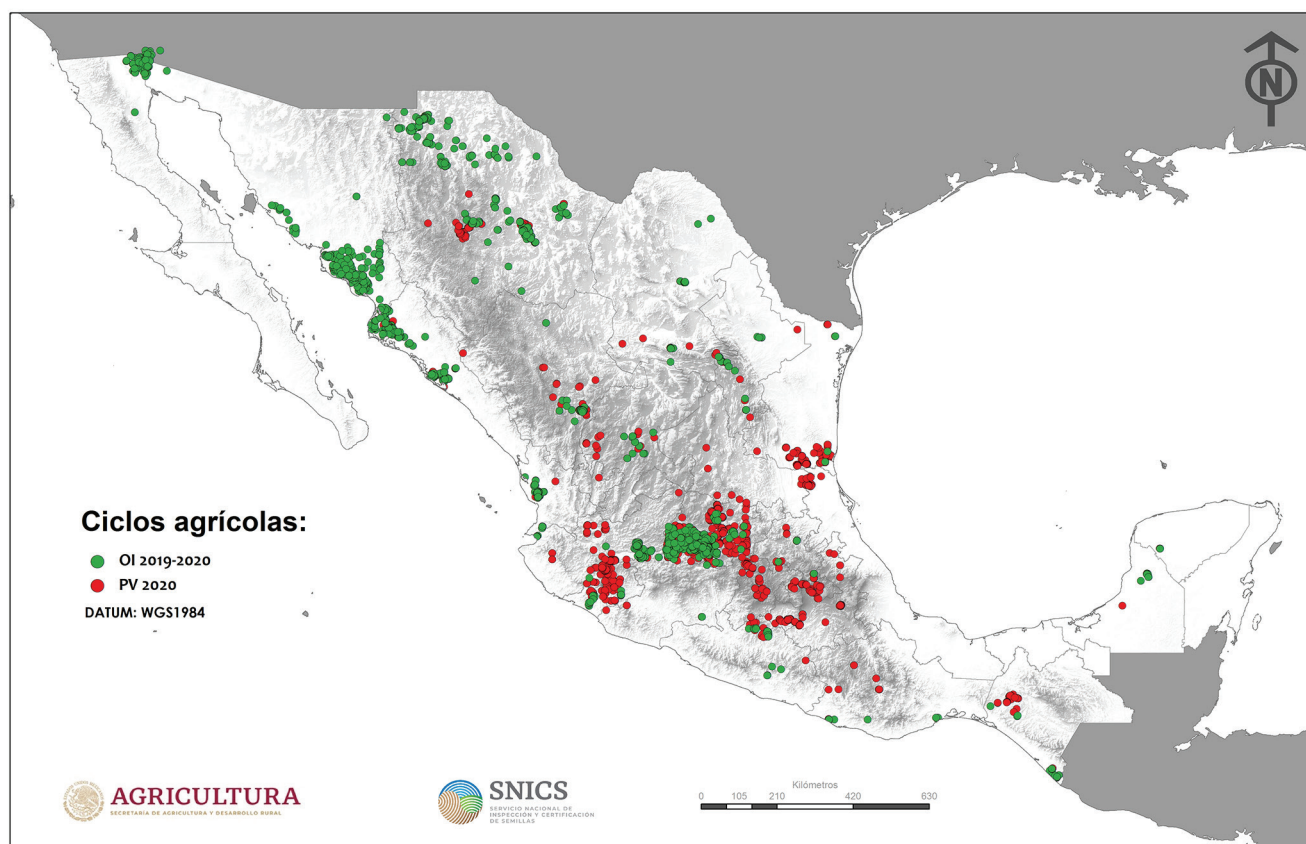 N
Ciclos agrícolas:
OI 2019-2020
PV 2020
DATUM: WGS1984
AGRICULTURA
SECRETARÍA DE AGRICULTURA Y DESARROLLO RURAL
SNICS
SERVICIO NACIONAL DE
INSPECCIÓN Y CERTIFICACIÓN
DE SEMILLAS
Kilómetros
0 105 210 420 630